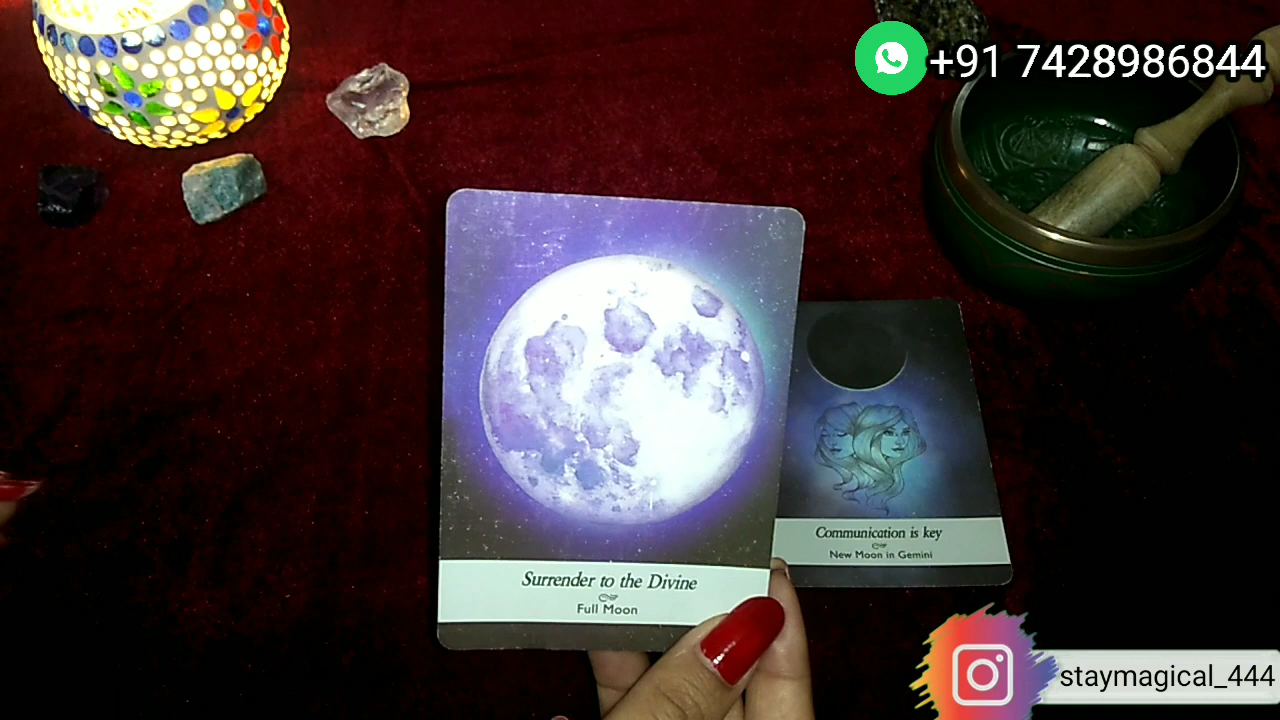 +91 7428986844
Surrender to the Divine
Full Moon
Communication is key
New Moon in Gemini
staymagical_444